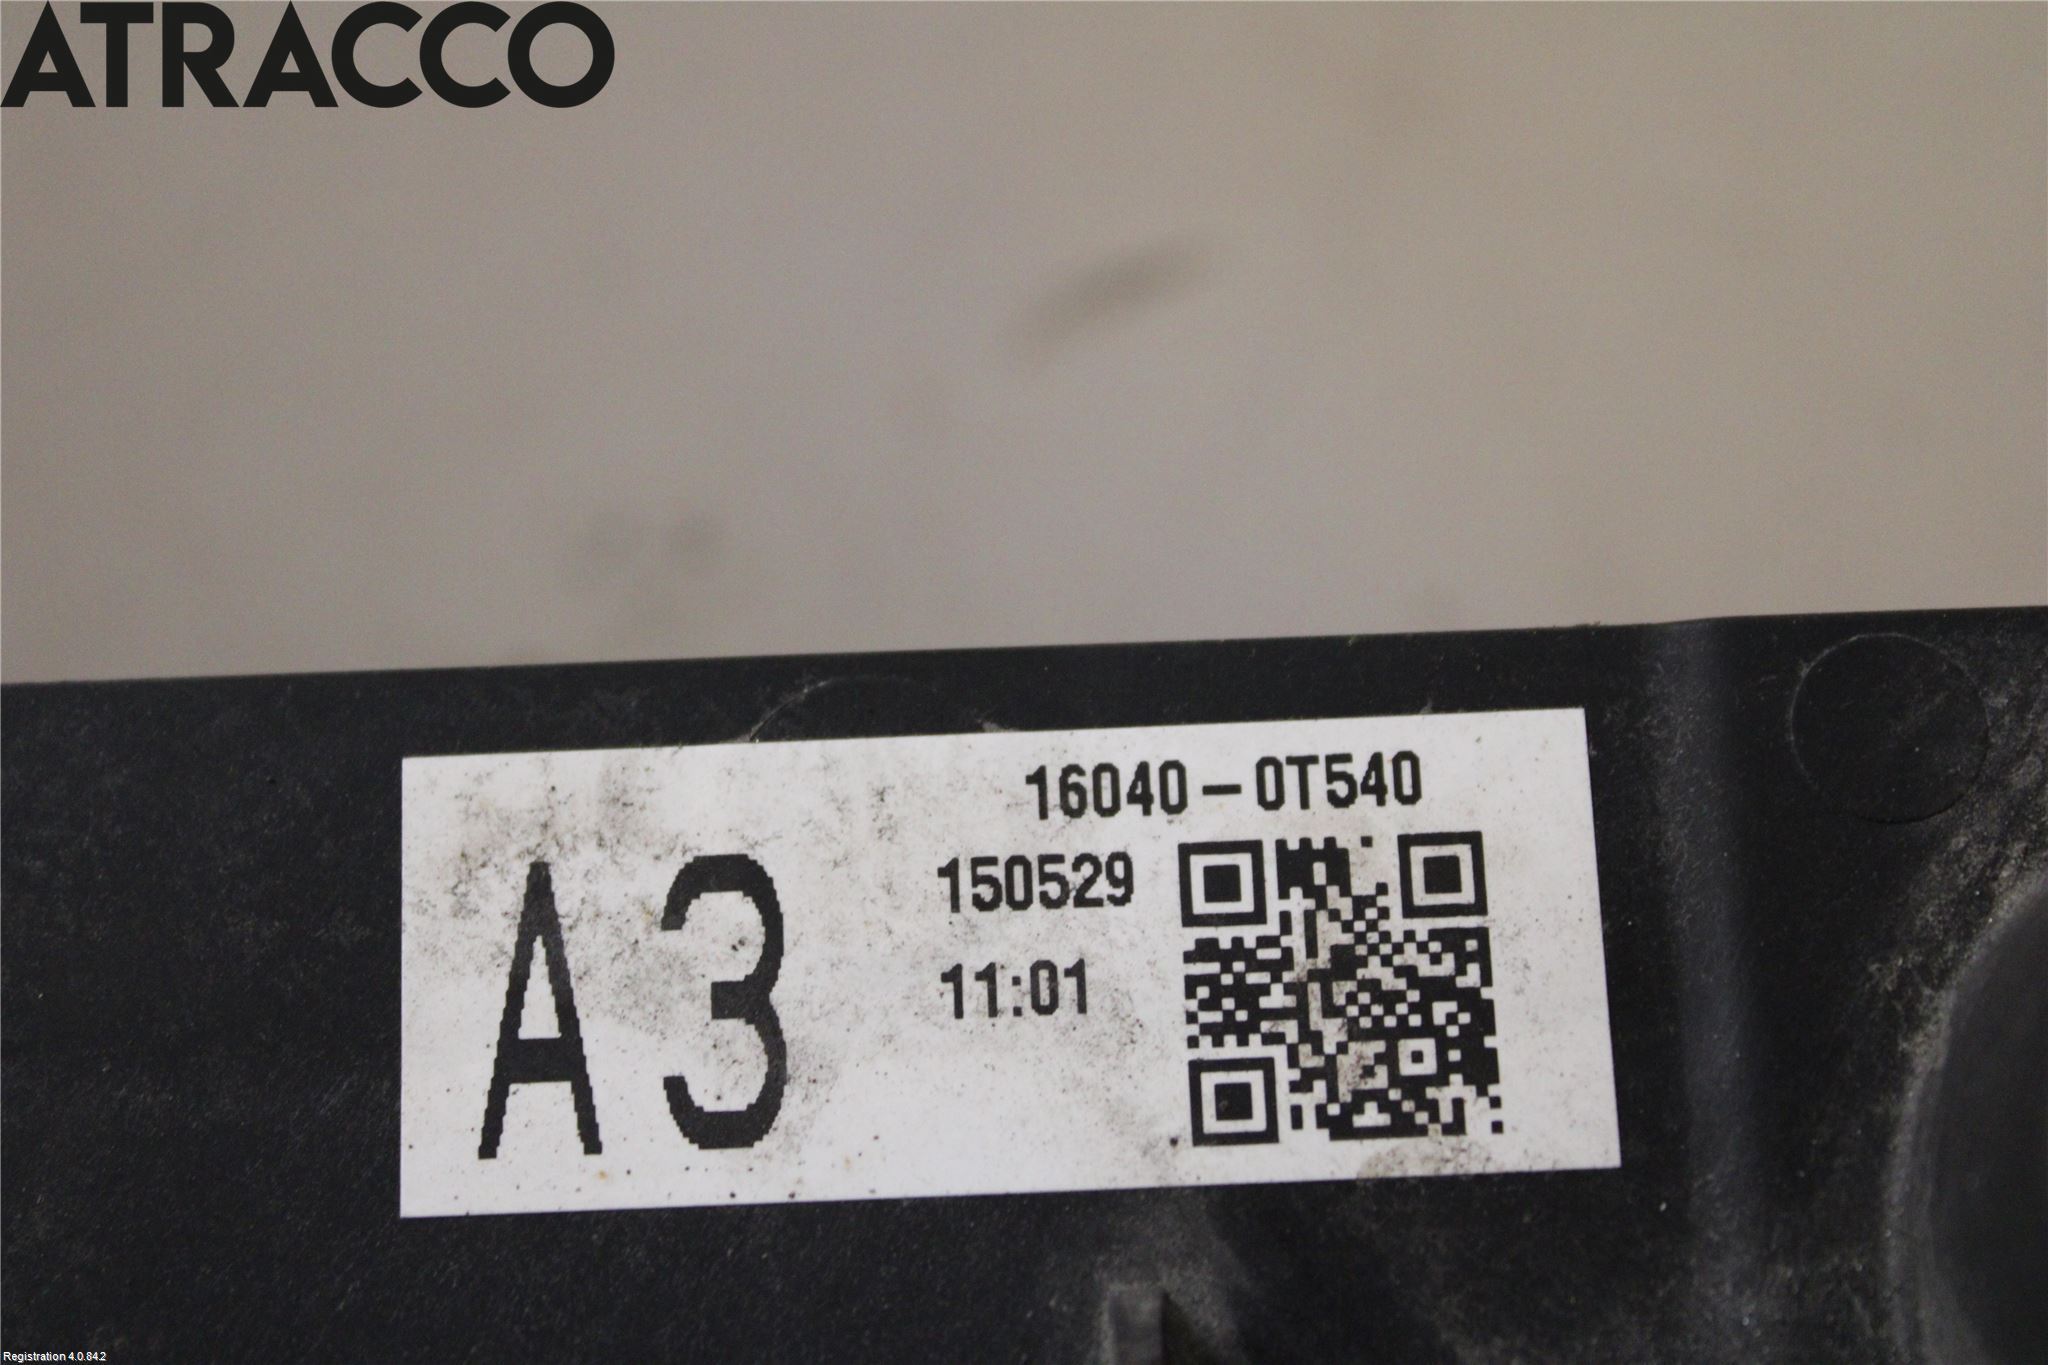 ATRACCO
16040-0T540
150529
A3
11:01
Registration 4.0.84.2